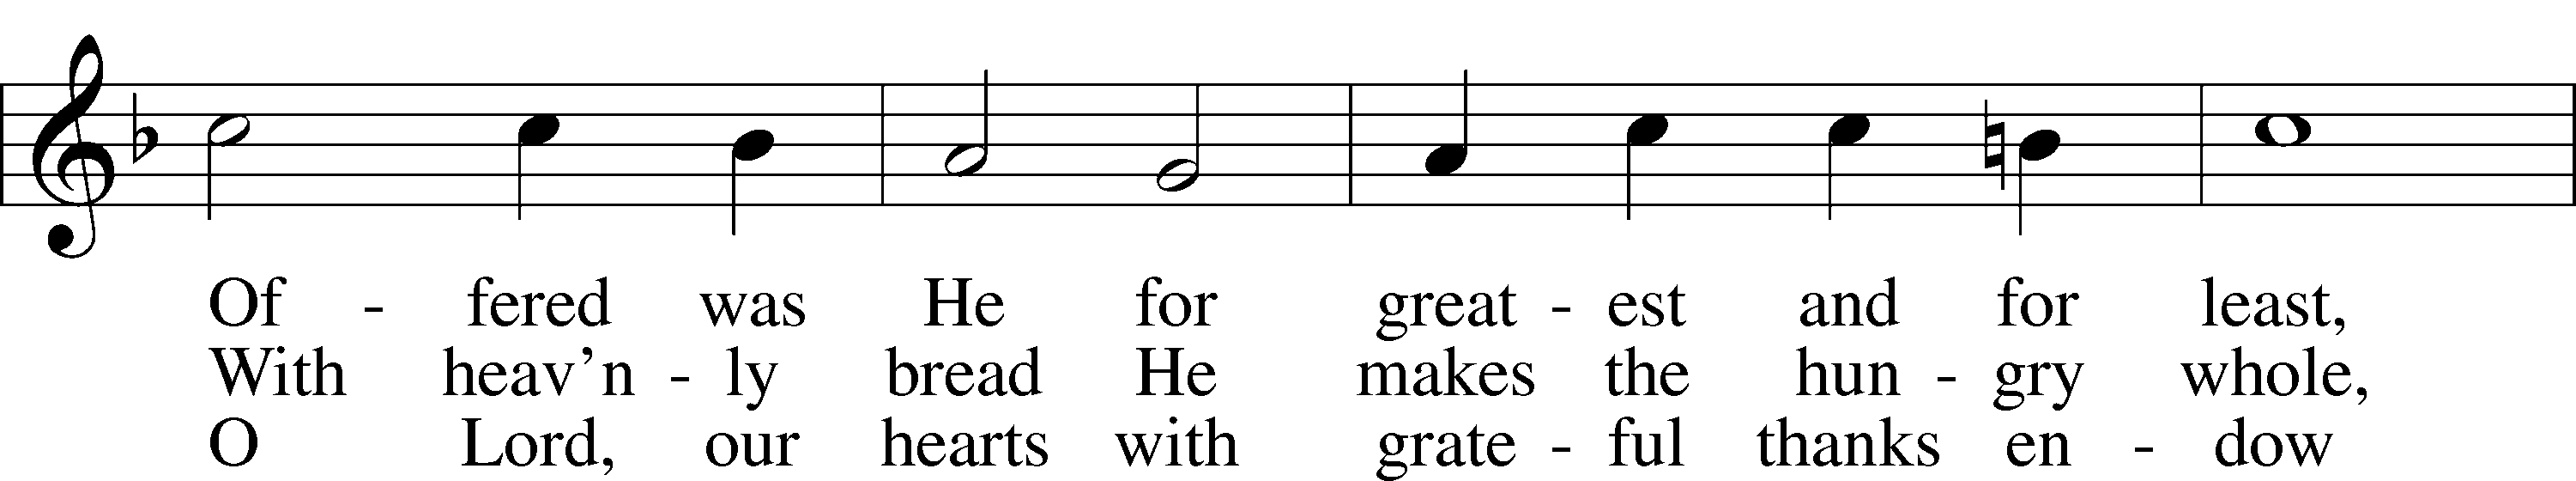 Of - fered was He for great - est and for least,
With heav’n - ly bread He makes the hun - gry whole,
O Lord, our hearts with grate - ful thanks en - dow